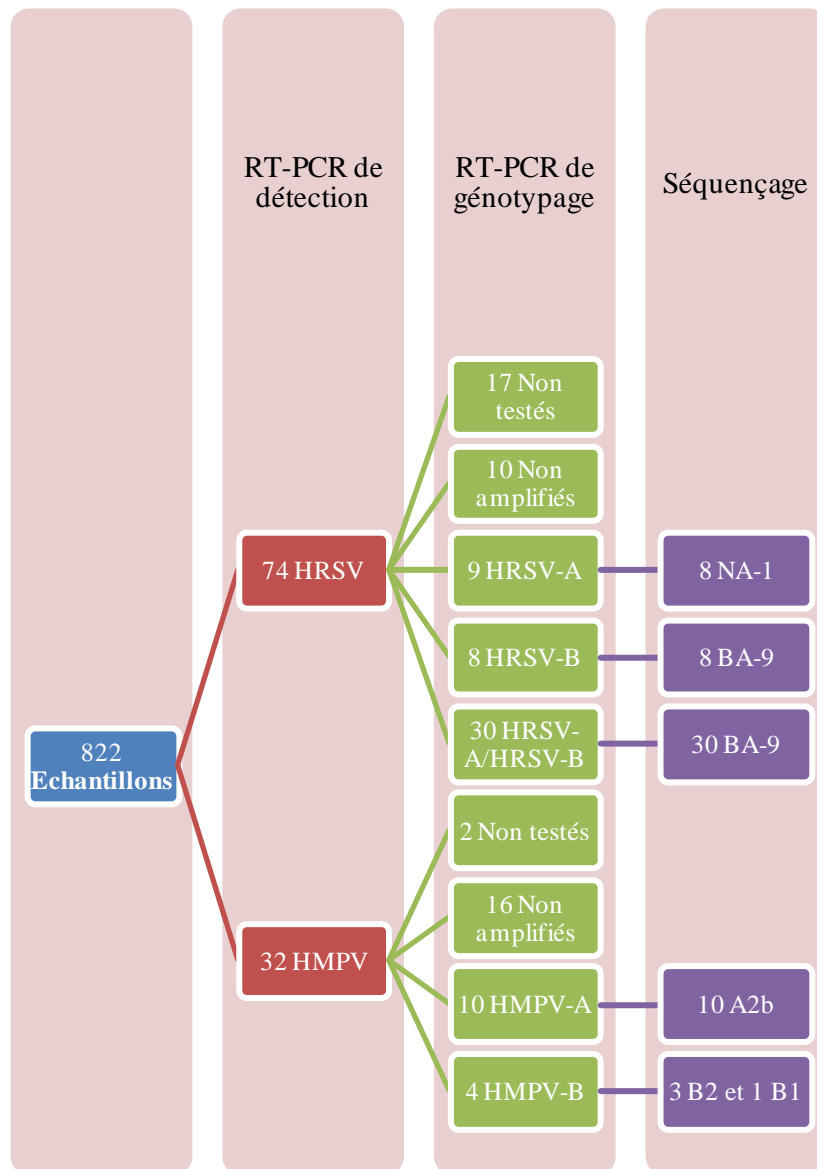 RT-PCR de
détection
RT-PCR de
génotypage
Séquençage
17 Non
testés
10 Non
amplifiés
74 HRSV
9 HRSV-A
8 NA-1
8 HRSV-B
8 BA-9
30 HRSV-
A/HRSV-B
30 BA-9
822
Echantillons
2 Non testés
16 Non
amplifiés
32 HMPV
10 HMPV-A
10 A2b
4 HMPV-B
3 B2 et 1 B1